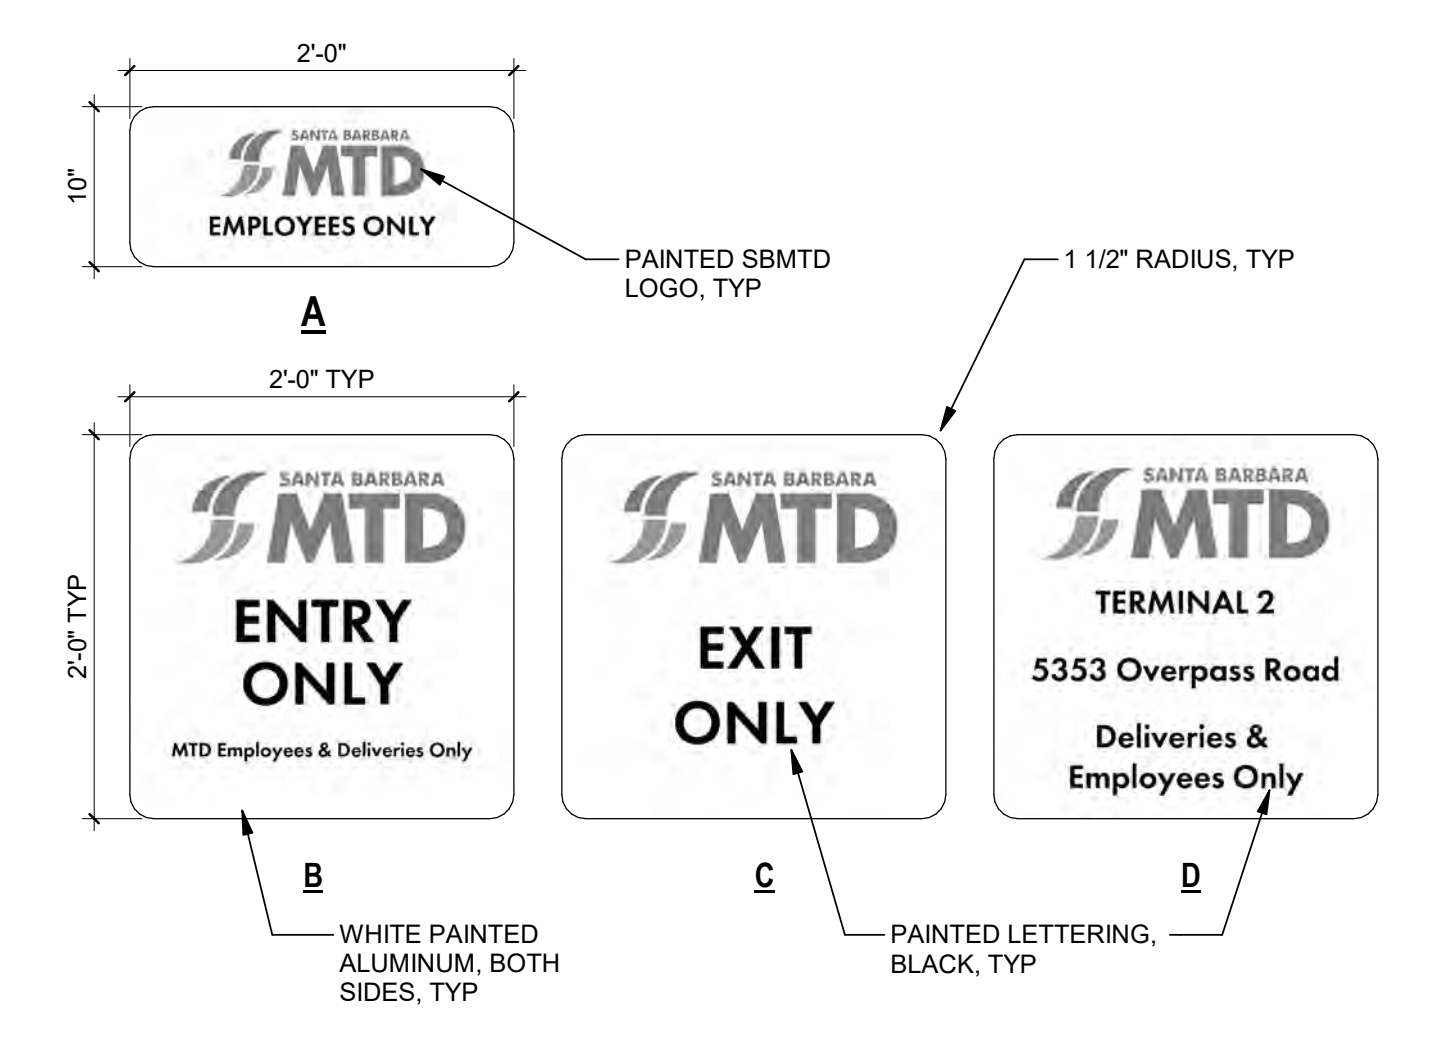 2'-0"
10"
SANTA BARBARA
MTD
EMPLOYEES ONLY
PAINTED SBMTD
LOGO, TYP
1 1/2" RADIUS, TYP
A
2'-0" TYP
2'-0" TYP
SANTA BARBARA
MTD
ENTRY
ONLY
MTD Employees & Deliveries Only
SANTA BARBARA
MTD
EXIT
ONLY
SANTA BARBARA
MTD
TERMINAL 2
5353 Overpass Road
Deliveries &
Employees Only
B
C
D
WHITE PAINTED
ALUMINUM, BOTH
SIDES, TYP
PAINTED LETTERING,
BLACK, TYP